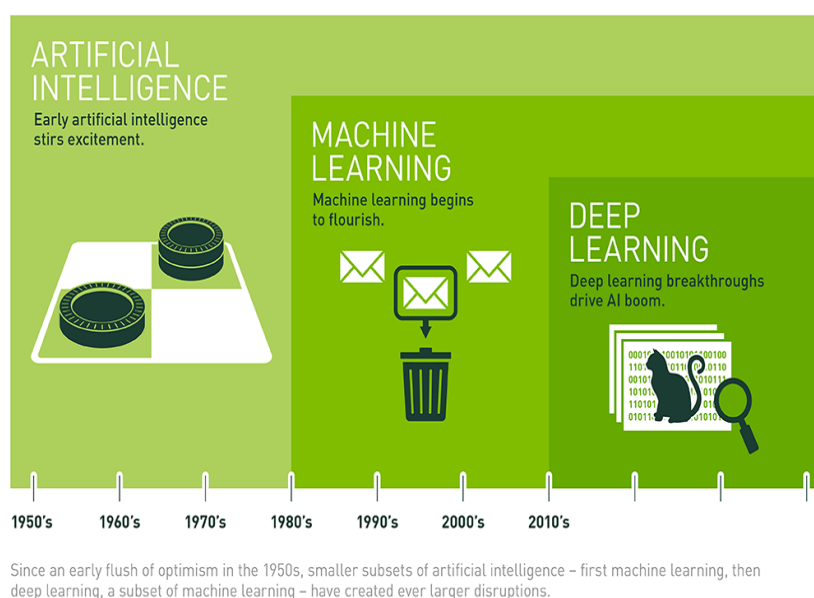 ARTIFICIAL
INTELLIGENCE
Early artificial intelligence
stirs excitement.
MACHINE
LEARNING
Machine learning begins
to flourish.
DEEP
LEARNING
Deep learning breakthroughs
drive AI boom.
1950's 1960's 1970's 1980's 1990's 2000's 2010's
Since an early flush of optimism in the 1950s, smaller subsets of artificial intelligence – first machine learning, then
deep learning, a subset of machine learning – have created ever larger disruptions.